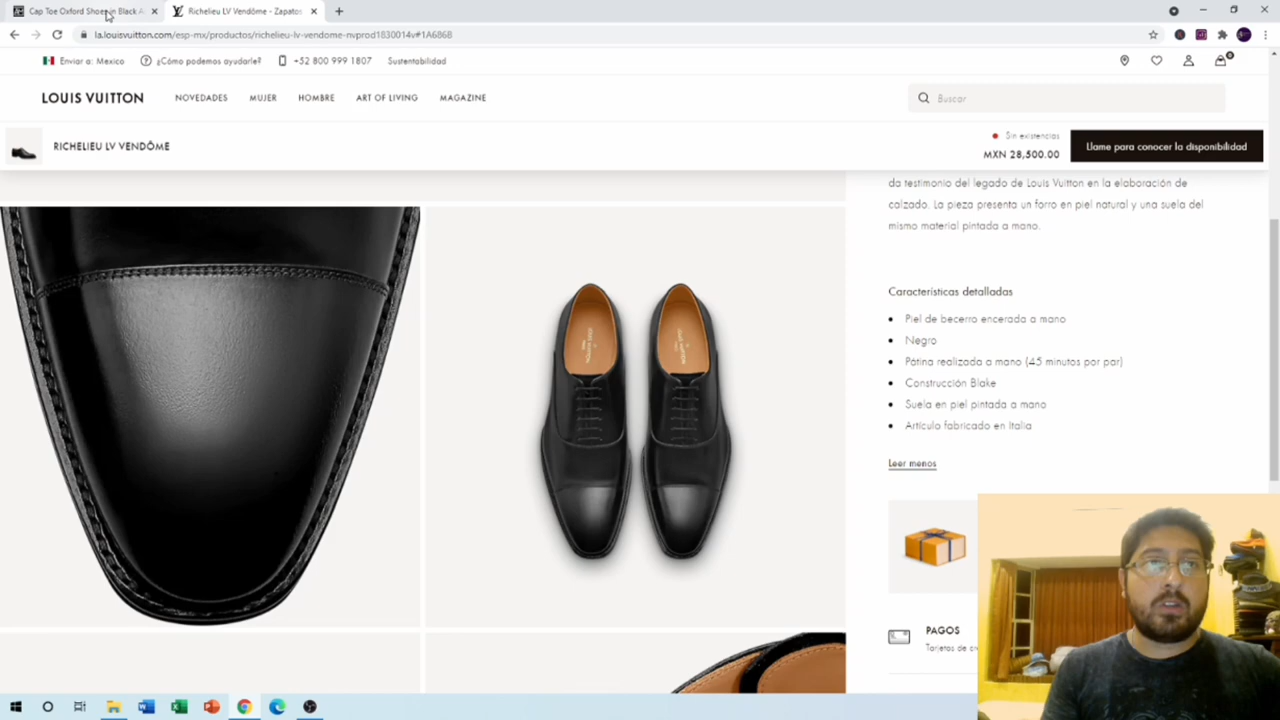 Cap Toe Oxford Shoes in Black
Richelieu LV Vendôme - Zapatos
la.louisvuitton.com/esp-mx/productos/richelieu-lv-vendome-nvprod1830014v#1A6868
Enviar a: Mexico
¿Cómo podemos ayudarle?
+52 800 999 1807
Sustentabilidad
0
LOUIS VUITTON
NOVEDADES
MUJER
HOMBRE
ART OF LIVING
MAGAZINE
Buscar
RICHELIEU LV VENDÔME
Sin existencias
MXN 28,500.00
Llame para conocer la disponibilidad
da testimonio del legado de Louis Vuitton en la elaboración de
calzado. La pieza presenta un forro en piel natural y una suela del
mismo material pintada a mano.
Características detalladas
Piel de becerro encerada a mano
Negro
Pátina realizada a mano (45 minutos por par)
Construcción Blake
Suela en piel pintada a mano
Artículo fabricado en Italia
Leer menos
PAGOS
Tarjetas de